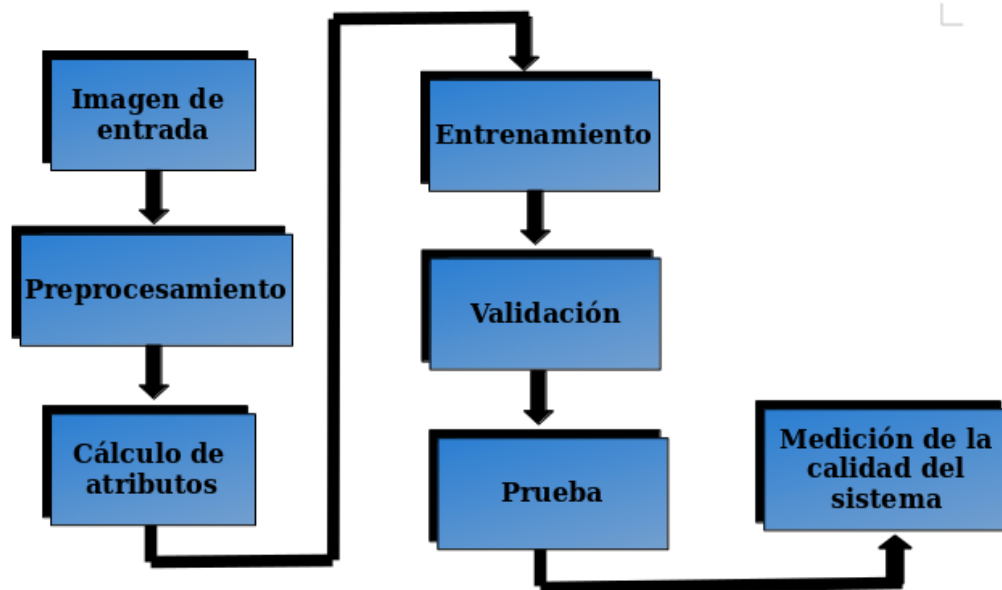 Imagen de
entrada
Preprocesamiento
Cálculo de
atributos
Entrenamiento
Validación
Prueba
Medición de la
calidad del
sistema